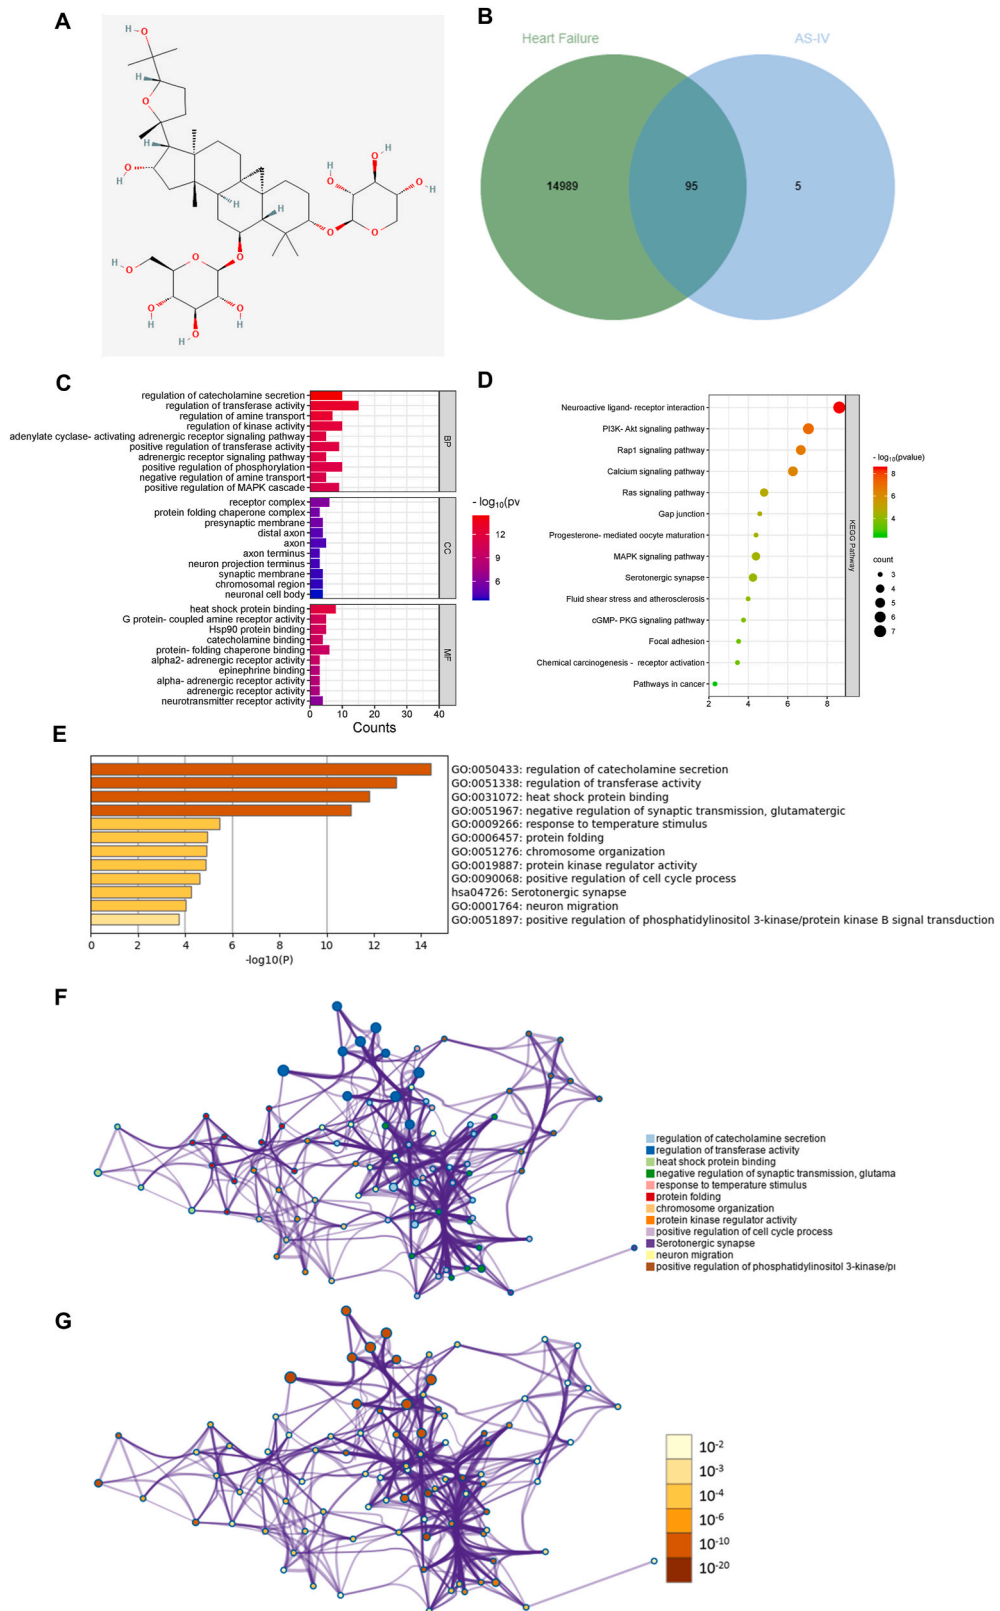 A
H
O
H
O
H
O
H
H
O
H
H
O
H
O
H
O
H
O
O
O
O
H
O
O
H
O
H
O
H
O
H
B
Heart Failure
AS-IV
14989
95
5
C
regulation of catecholamine secretion
regulation of transferase activity
regulation of amine transport
regulation of kinase activity
adenylate cyclase- activating adrenergic receptor signaling pathway
positive regulation of transferase activity
adrenergic receptor signaling pathway
positive regulation of phosphorylation
negative regulation of amine transport
positive regulation of MAPK cascade
BP
receptor complex
protein folding chaperone complex
presynaptic membrane
distal axon
axon
axon terminus
neuron projection terminus
synaptic membrane
chromosomal region
neuronal cell body
CC
heat shock protein binding
G protein- coupled amine receptor activity
Hsp90 protein binding
catecholamine binding
protein- folding chaperone binding
alpha2- adrenergic receptor activity
epinephrine binding
alpha- adrenergic receptor activity
adrenergic receptor activity
neurotransmitter receptor activity
MF
0 10 20 30 40
Counts
- log10(pv
12
9
6
D
Neuroactive ligand- receptor interaction
PI3K- Akt signaling pathway
Rap1 signaling pathway
Calcium signaling pathway
Ras signaling pathway
Gap junction
Progesterone- mediated oocyte maturation
MAPK signaling pathway
Serotonergic synapse
Fluid shear stress and atherosclerosis
cGMP- PKG signaling pathway
Focal adhesion
Chemical carcinogenesis - receptor activation
Pathways in cancer
2 4 6 8
KEGG Pathway
- log10(pvalue)
8
6
4
count
3
4
5
6
7
E
GO:0050433: regulation of catecholamine secretion
GO:0051338: regulation of transferase activity
GO:0031072: heat shock protein binding
GO:0051967: negative regulation of synaptic transmission, glutamatergic
GO:0009266: response to temperature stimulus
GO:0006457: protein folding
GO:0051276: chromosome organization
GO:0019887: protein kinase regulator activity
GO:0090068: positive regulation of cell cycle process
hsa04726: Serotonergic synapse
GO:0001764: neuron migration
GO:0051897: positive regulation of phosphatidylinositol 3-kinase/protein kinase B signal transduction
0 2 4 6 8 10 12 14
-log10(P)
F
regulation of catecholamine secretion
regulation of transferase activity
heat shock protein binding
negative regulation of synaptic transmission, glutama
response to temperature stimulus
protein folding
chromosome organization
protein kinase regulator activity
positive regulation of cell cycle process
Serotonergic synapse
neuron migration
positive regulation of phosphatidylinositol 3-kinase/pr
G
10-2
10-3
10-4
10-6
10-10
10-20